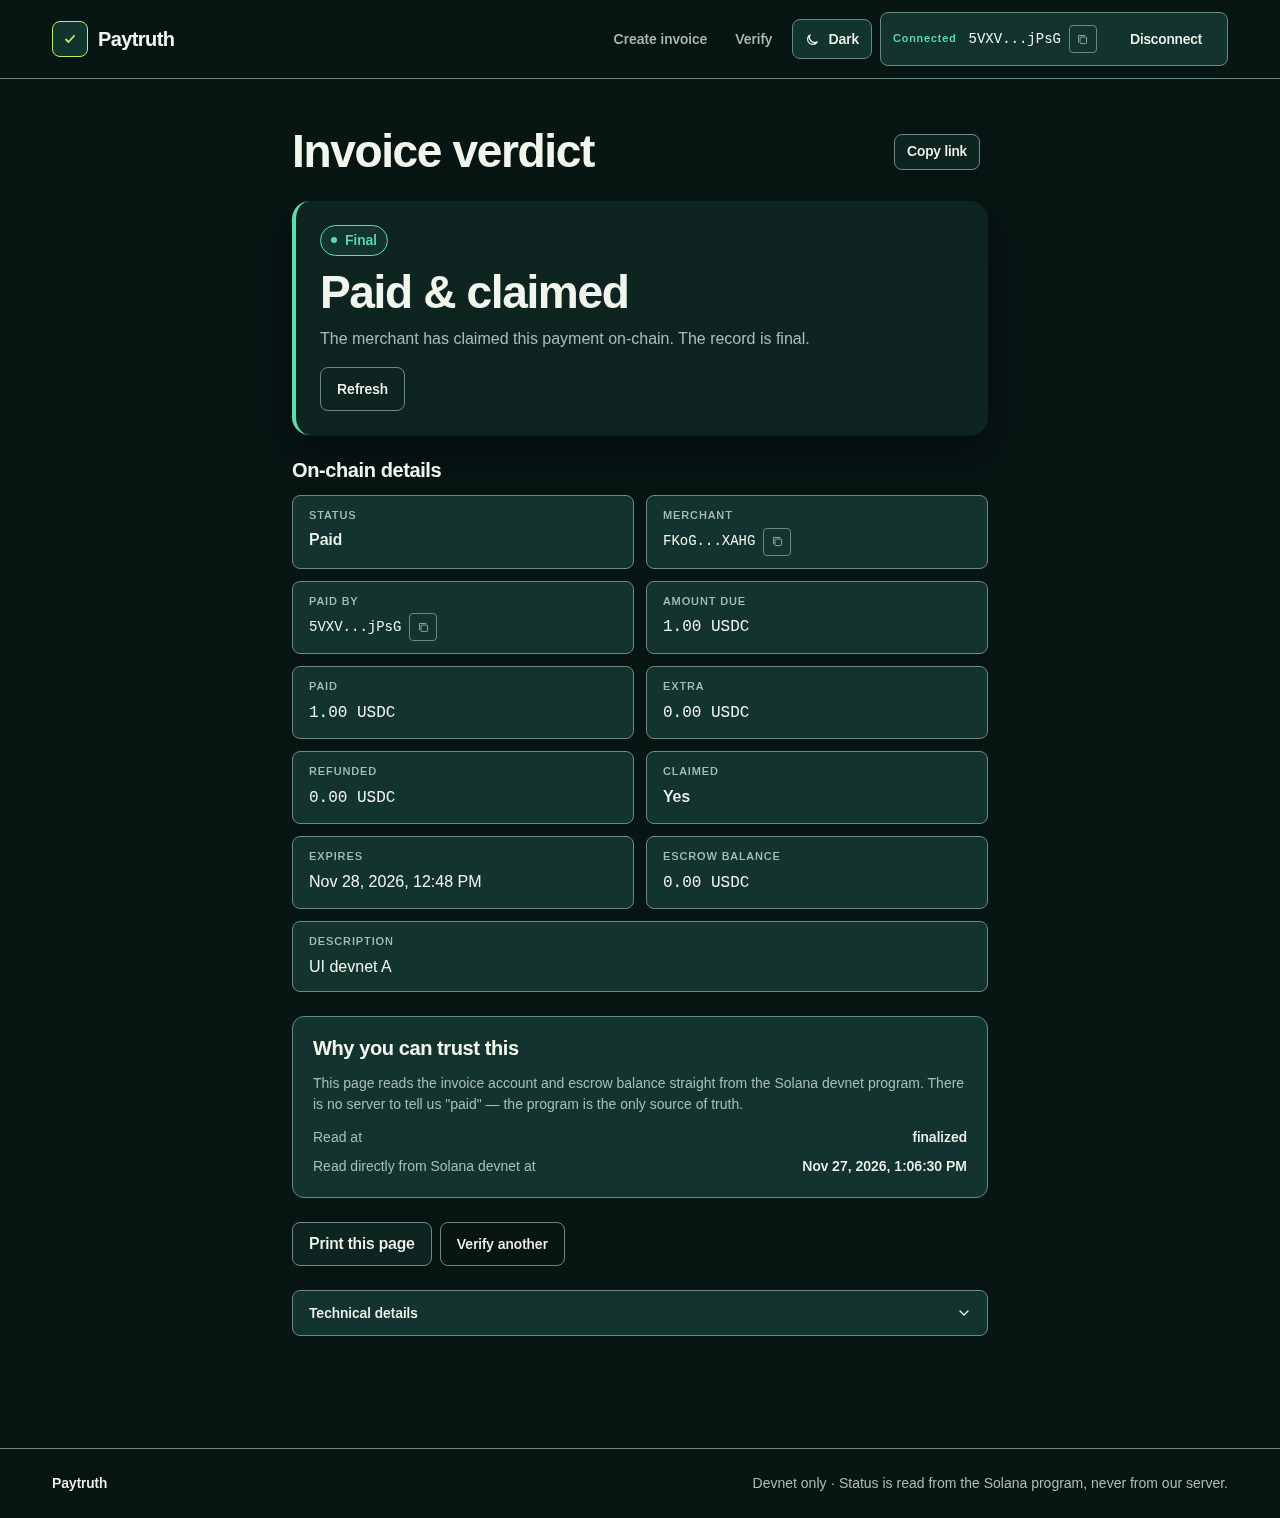 Paytruth
Create invoice
Verify
Dark
Connected 5VXV...jPsG
Disconnect
Invoice verdict
Copy link
Final
Paid & claimed
The merchant has claimed this payment on-chain. The record is final.
Refresh
On-chain details
STATUS
Paid
MERCHANT
FKoG...XAHG
PAID BY
5VXV...jPsG
AMOUNT DUE
1.00 USDC
PAID
1.00 USDC
EXTRA
0.00 USDC
REFUNDED
0.00 USDC
CLAIMED
Yes
EXPIRES
Nov 28, 2026, 12:48 PM
ESCROW BALANCE
0.00 USDC
DESCRIPTION
UI devnet A
Why you can trust this
This page reads the invoice account and escrow balance straight from the Solana devnet program. There
is no server to tell us "paid" — the program is the only source of truth.
Read at
finalized
Read directly from Solana devnet at
Nov 27, 2026, 1:06:30 PM
Print this page
Verify another
Technical details
Paytruth
Devnet only · Status is read from the Solana program, never from our server.